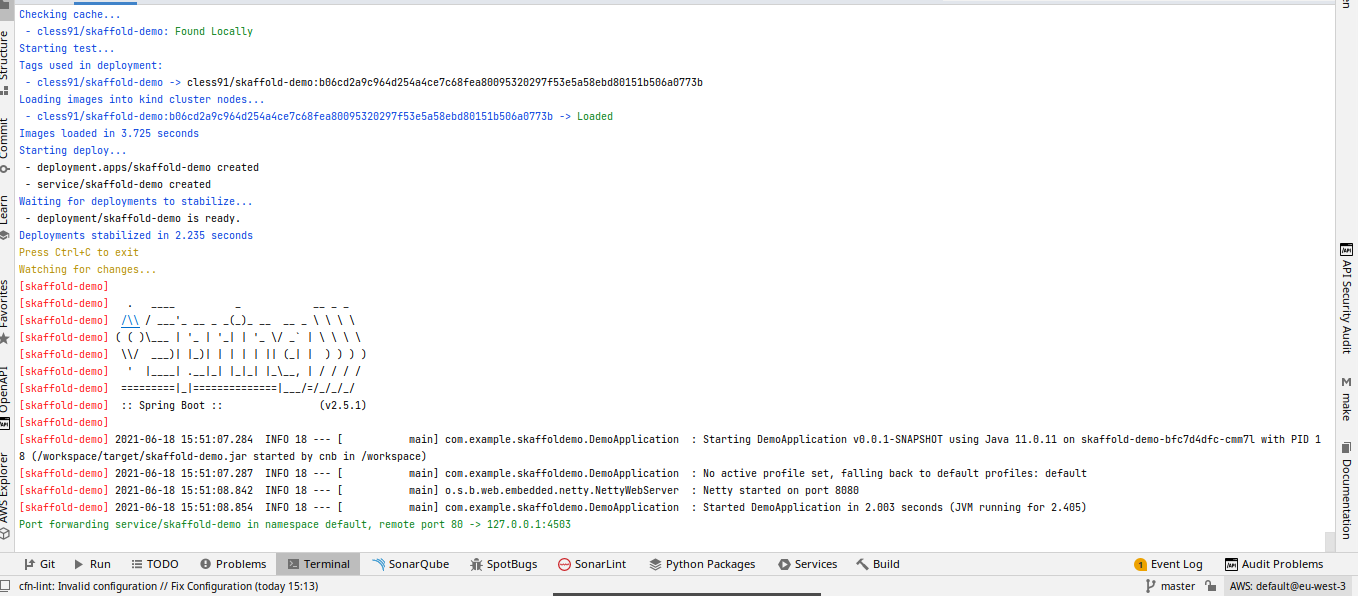 Checking cache...
- cless91/skaffold-demo: Found Locally
Starting test...
Tags used in deployment:
- cless91/skaffold-demo -> cless91/skaffold-demo:b06cd2a9c964d254a4ce7c68fea80095320297f53e5a58ebd80151b506a0773b
Loading images into kind cluster nodes...
- cless91/skaffold-demo:b06cd2a9c964d254a4ce7c68fea80095320297f53e5a58ebd80151b506a0773b -> Loaded
Images loaded in 3.725 seconds
Starting deploy...
- deployment.apps/skaffold-demo created
- service/skaffold-demo created
Waiting for deployments to stabilize...
- deployment/skaffold-demo is ready.
Deployments stabilized in 2.235 seconds
Press Ctrl+C to exit
Watching for changes...
[skaffold-demo]
[skaffold-demo]   .   ____          _            __ _ _
[skaffold-demo]  /\\ / ___'_ __ _ _(_)_ __  __ _ \ \ \ \
[skaffold-demo] ( ( )\___ | '_ | '_| | '_ \/ _` | \ \ \ \
[skaffold-demo]  \\/  ___)| |_)| | | | | || (_| |  ) ) ) )
[skaffold-demo]   '  |____| .__|_| |_|_| |_\__, | / / / /
[skaffold-demo]  =========|_|==============|___/=/_/_/_/
[skaffold-demo]  :: Spring Boot ::                (v2.5.1)
[skaffold-demo]
[skaffold-demo] 2021-06-18 15:51:07.284  INFO 18 --- [           main] com.example.skaffoldemo.DemoApplication  : Starting DemoApplication v0.0.1-SNAPSHOT using Java 11.0.11 on skaffold-demo-bfc7d4dfc-cmm7l with PID 1
8 (/workspace/target/skaffold-demo.jar started by cnb in /workspace)
[skaffold-demo] 2021-06-18 15:51:07.287  INFO 18 --- [           main] com.example.skaffoldemo.DemoApplication  : No active profile set, falling back to default profiles: default
[skaffold-demo] 2021-06-18 15:51:08.842  INFO 18 --- [           main] o.s.b.web.embedded.netty.NettyWebServer  : Netty started on port 8080
[skaffold-demo] 2021-06-18 15:51:08.854  INFO 18 --- [           main] com.example.skaffoldemo.DemoApplication  : Started DemoApplication in 2.003 seconds (JVM running for 2.405)
Port forwarding service/skaffold-demo in namespace default, remote port 80 -> 127.0.0.1:4503
Structure
Commit
Learn
Favorites
OpenAPI
AWS Explorer
API Security Audit
make
Documentation
Git Run TODO Problems Terminal SonarQube SpotBugs SonarLint Python Packages Services Build 1 Event Log Audit Problems
cfn-lint: Invalid configuration // Fix Configuration (today 15:13) master AWS: default@eu-west-3